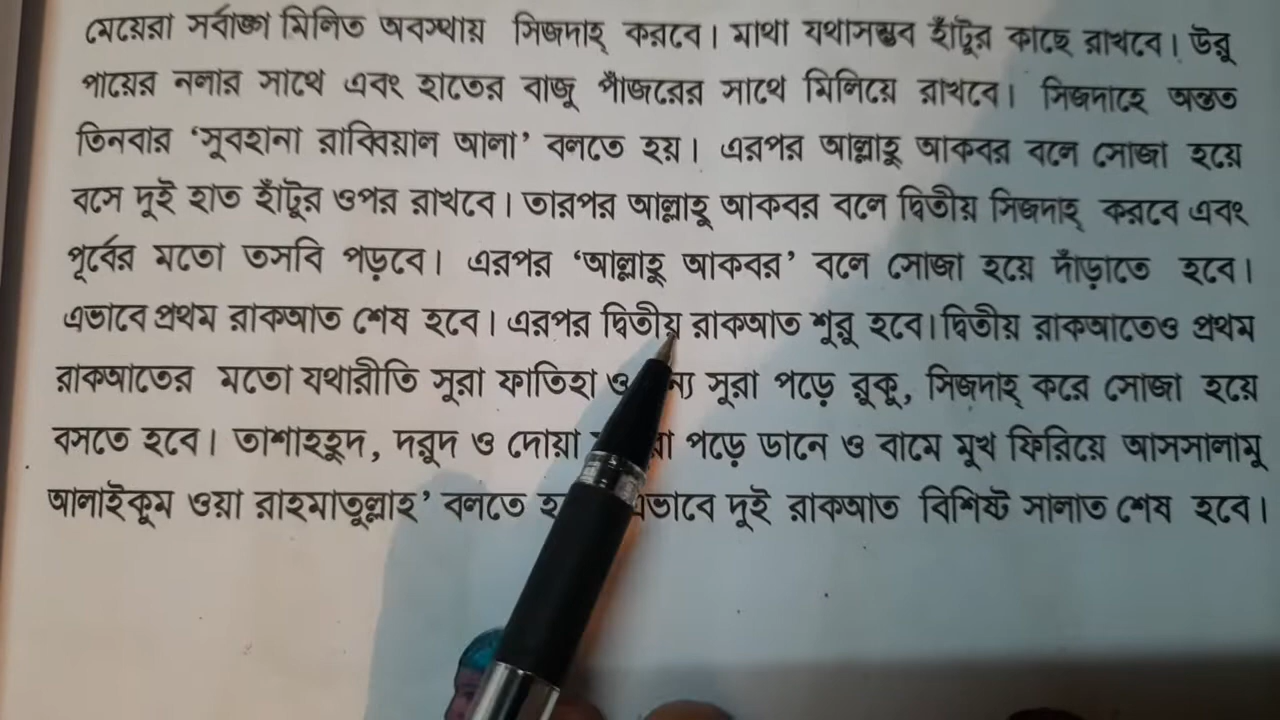 মেয়েরা সর্বাঙ্গ মিলিত অবস্থায় সিজদাহ্ করবে। মাথা যথাসম্ভব হাঁটুর কাছে রাখবে। উরু
পায়ের নলার সাথে এবং হাতের বাজু পাঁজরের সাথে মিলিয়ে রাখবে। সিজদাহে অন্তত
তিনবার ‘সুবহানা রাব্বিয়াল আলা’ বলতে হয়। এরপর আল্লাহু আকবর বলে সোজা হয়ে
বসে দুই হাত হাঁটুর ওপর রাখবে। তারপর আল্লাহু আকবর বলে দ্বিতীয় সিজদাহ্ করবে এবং
পূর্বের মতো তসবি পড়বে। এরপর ‘আল্লাহু আকবর’ বলে সোজা হয়ে দাঁড়াতে হবে।
এভাবে প্রথম রাকআত শেষ হবে। এরপর দ্বিতীয় রাকআত শুরু হবে। দ্বিতীয় রাকআতেও প্রথম
রাকআতের মতো যথারীতি সূরা ফাতিহা ও সূরা পড়ে রুকু, সিজদাহ্ করে সোজা হয়ে
বসতে হবে। তাশাহহুদ, দরুদ ও দোয়া পড়ে ডানে ও বামে মুখ ফিরিয়ে আসসালামু
আলাইকুম ওয়া রাহমাতুল্লাহ’ বলতে এভাবে দুই রাকআত বিশিষ্ট সালাত শেষ হবে।